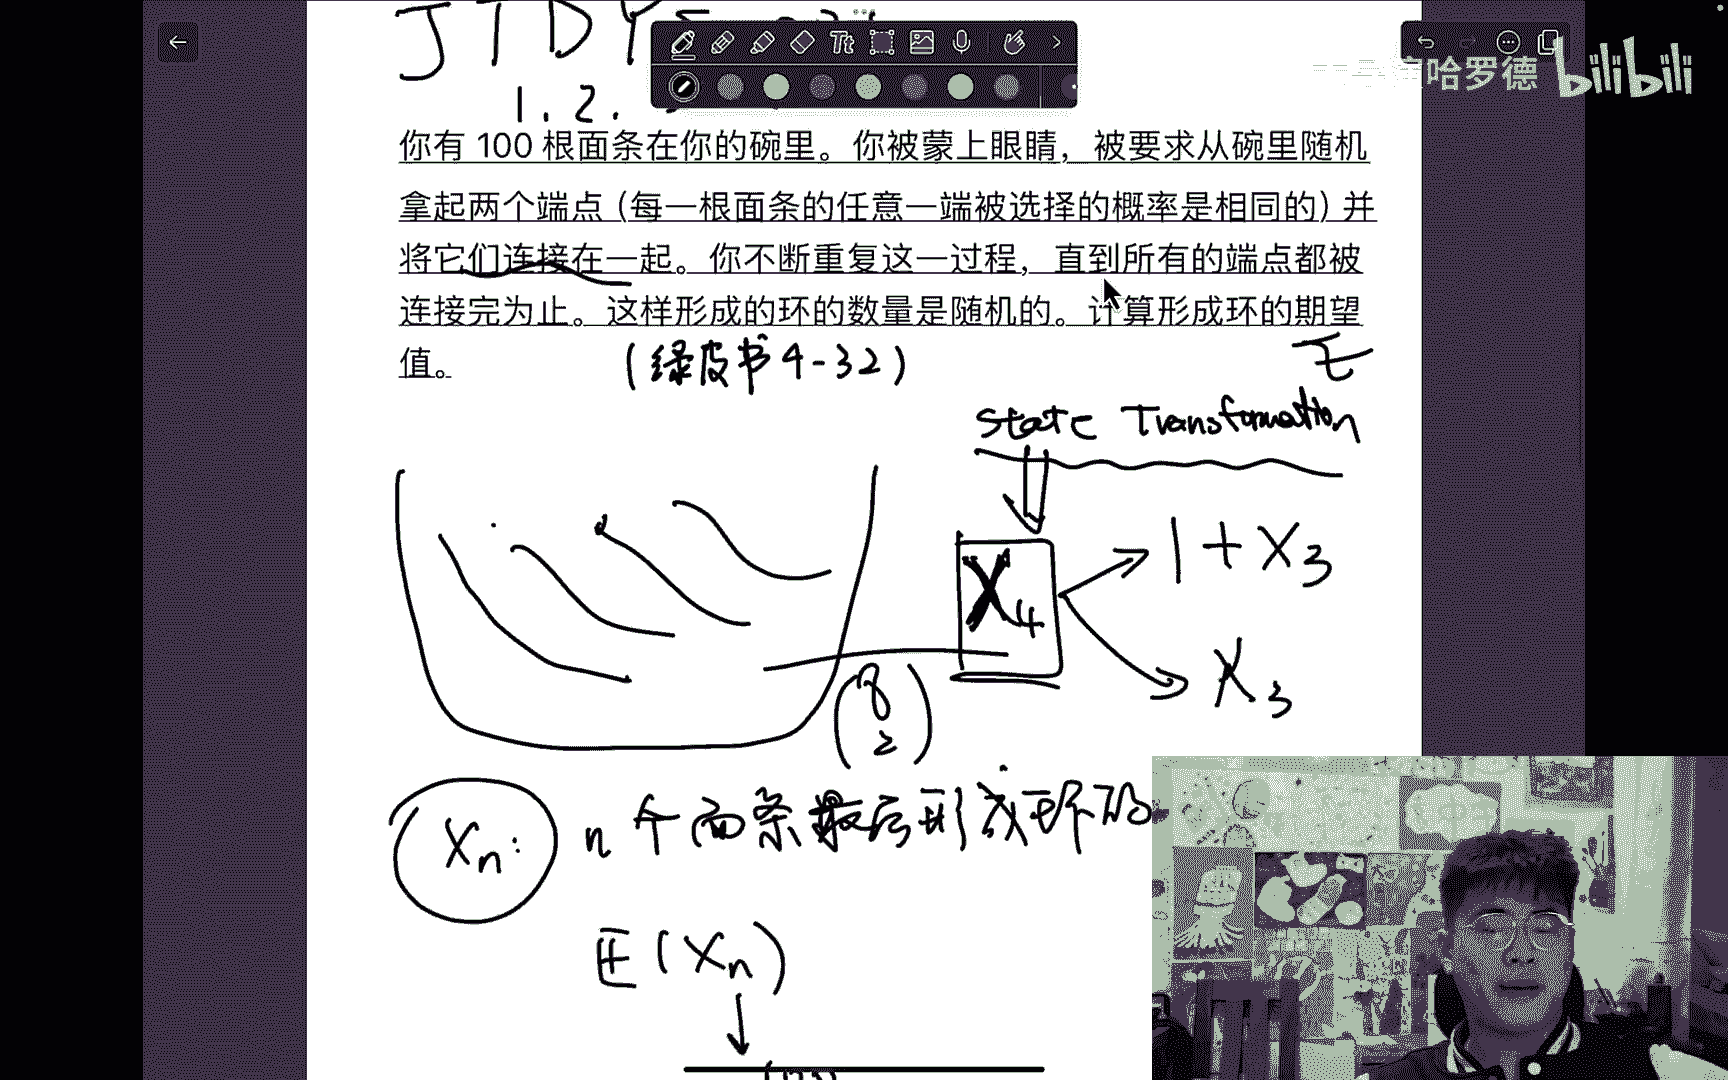 JTDY
1. 2.
Tt
哈罗德 bilibili
你有 100 根面条在你的碗里。你被蒙上眼睛，被要求从碗里随机
拿起两个端点 (每一根面条的任意一端被选择的概率是相同的) 并
将它们连接在一起。你不断重复这一过程，直到所有的端点都被
连接完为止。这样形成的环的数量是随机的。计算形成环的期望
值。
(绿皮书 4-32)
State Transformation
X₄
1 + X₃
X₃
(8 2)
Xn: n 个面条最后形成环的
E(Xn)